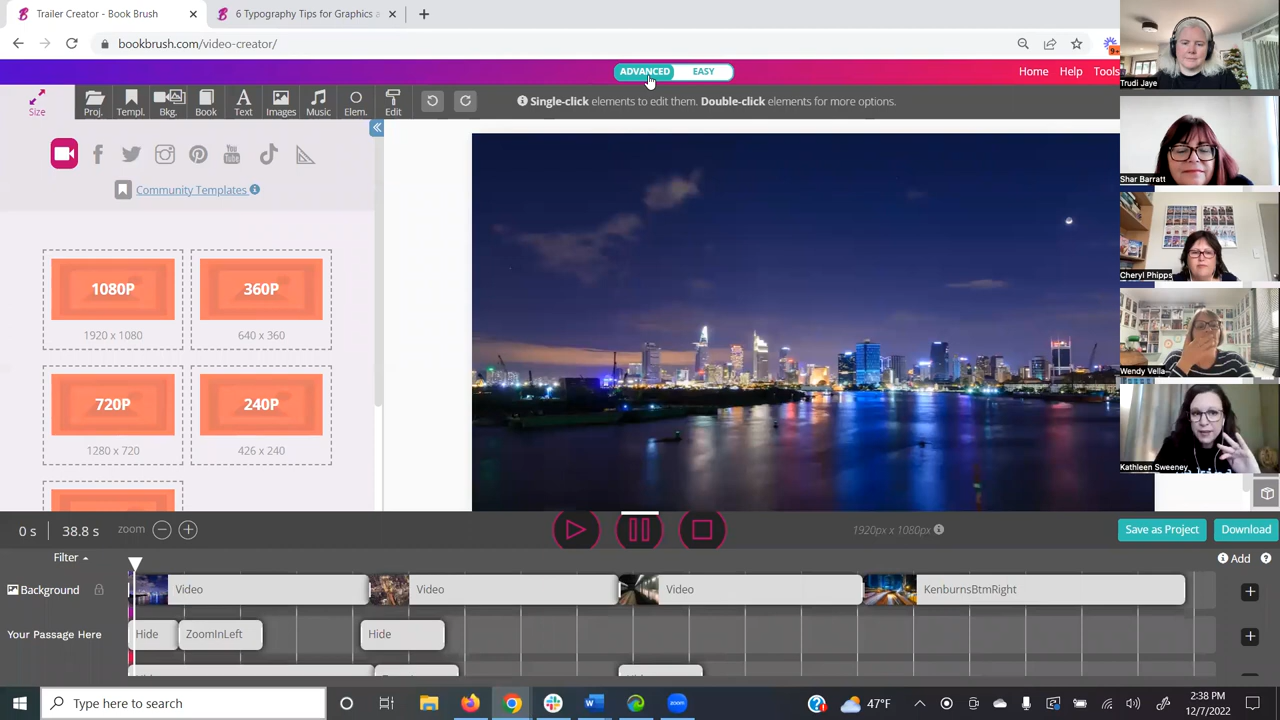 Trailer Creator - Book Brush
6 Typography Tips for Graphics a
bookbrush.com/video-creator/
9+
ADVANCED
EASY
Home
Help
Tools
Size
Proj.
Templ.
Bkg.
Book
Text
Images
Music
Elem.
Edit
Single-click elements to edit them. Double-click elements for more options.
You
Tube
Community Templates
1080P
1920 x 1080
360P
640 x 360
720P
1280 x 720
240P
426 x 240
Trudi Jaye
Shar Barratt
Cheryl Phipps
Wendy Vella
Kathleen Sweeney
0 s
38.8 s
zoom
1920px x 1080px
Save as Project
Download
Filter
Add
Background
Video
Video
Video
KenburnsBtmRight
Your Passage Here
Hide
ZoomInLeft
Hide
Type here to search
47°F
2:38 PM
12/7/2022